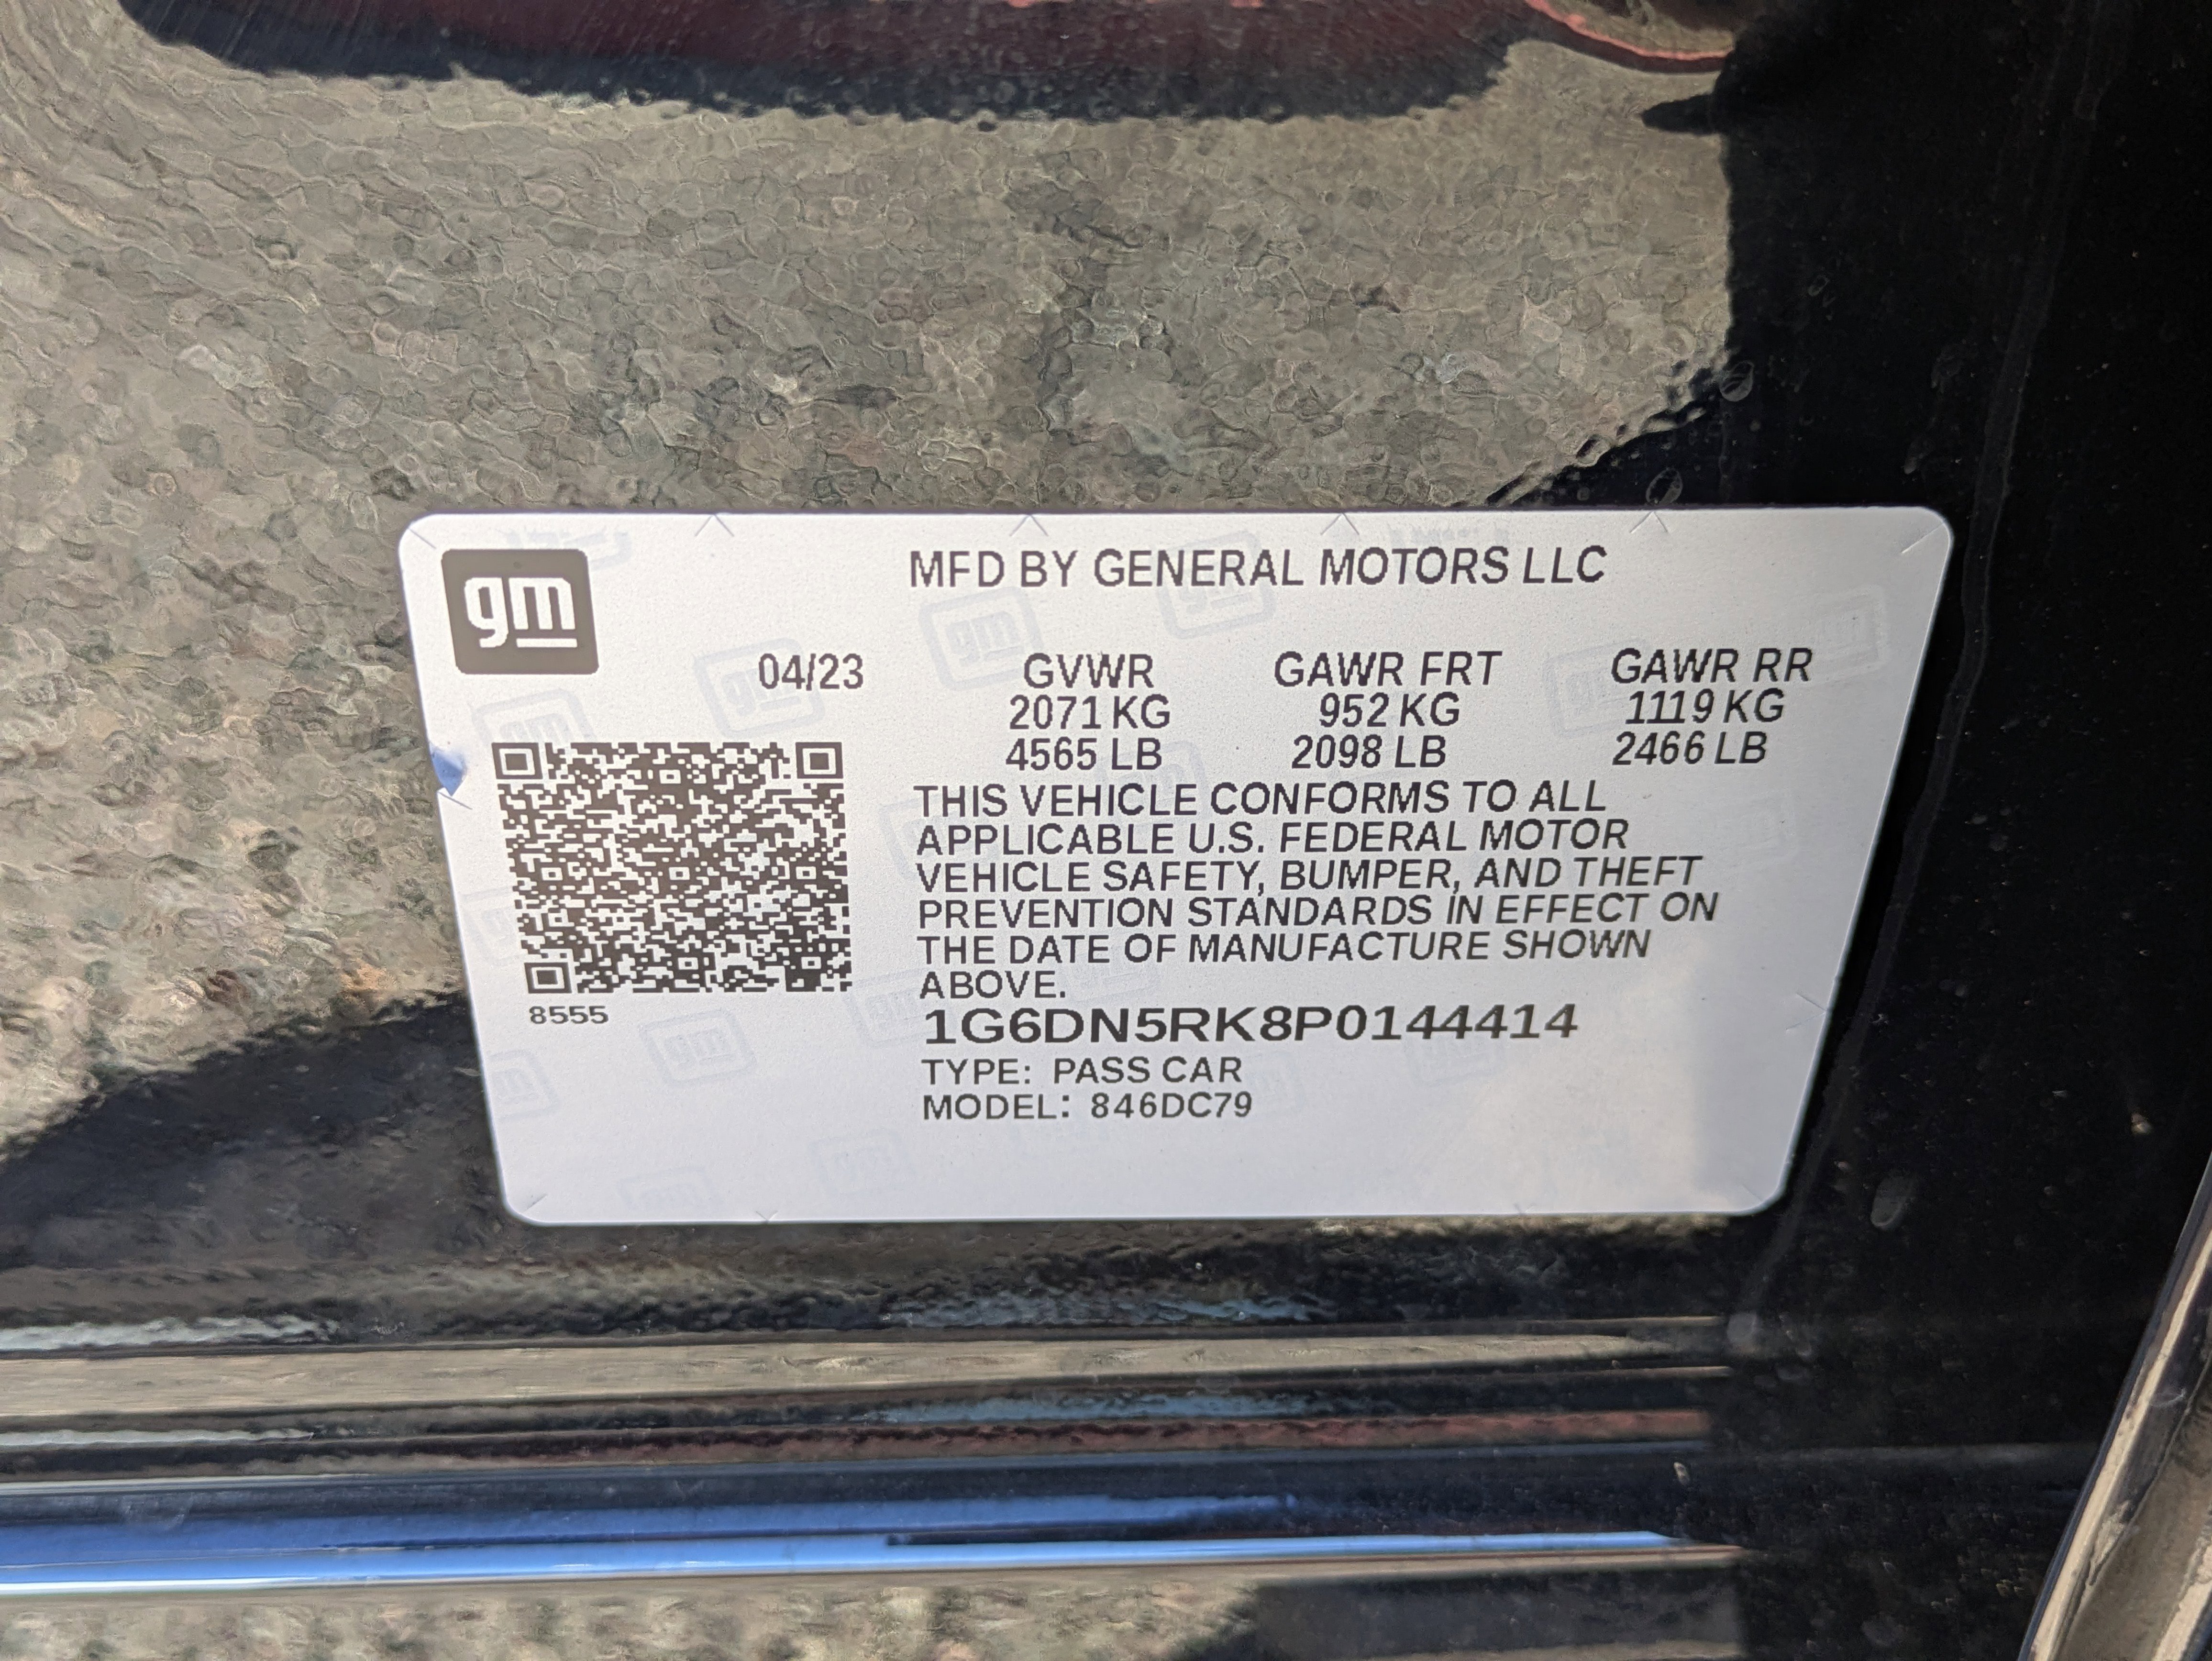 gm
MFD BY GENERAL MOTORS LLC
04/23 GVWR GAWR FRT GAWR RR
2071 KG 952 KG 1119 KG
4565 LB 2098 LB 2466 LB
THIS VEHICLE CONFORMS TO ALL
APPLICABLE U.S. FEDERAL MOTOR
VEHICLE SAFETY, BUMPER, AND THEFT
PREVENTION STANDARDS IN EFFECT ON
THE DATE OF MANUFACTURE SHOWN
ABOVE.
8555
1G6DN5RK8P0144414
TYPE: PASS CAR
MODEL: 846DC79